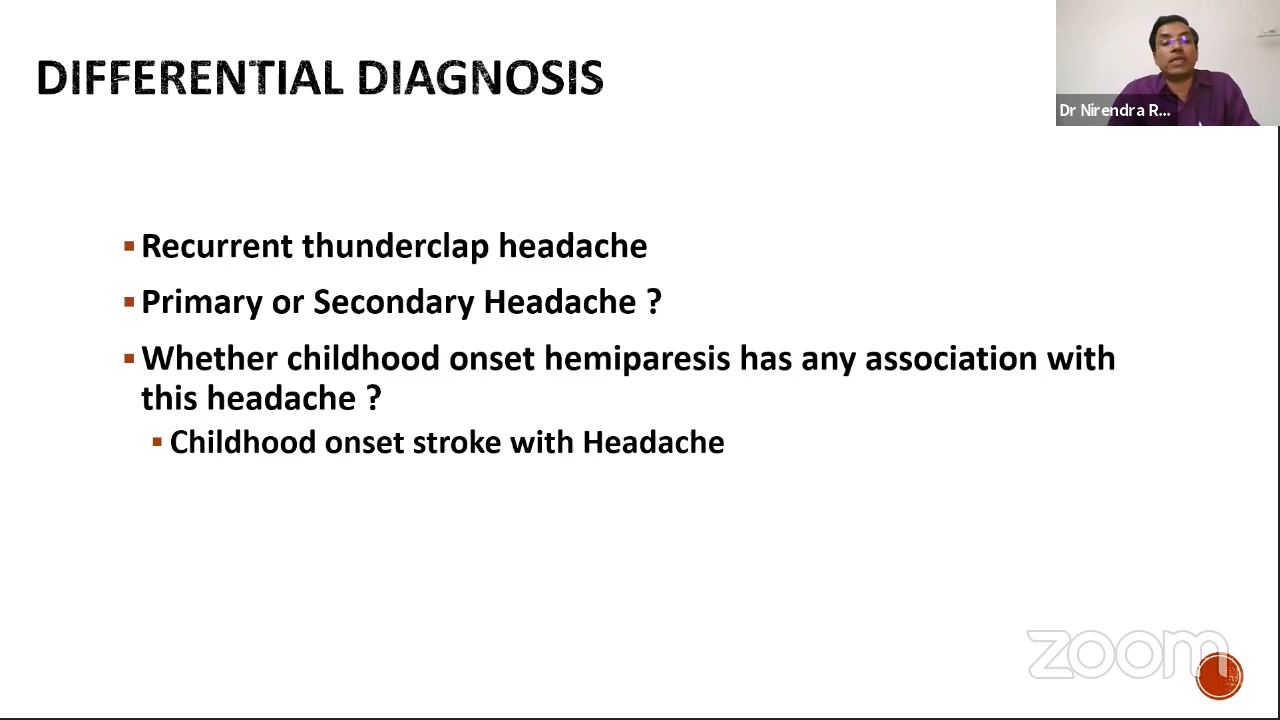 DIFFERENTIAL DIAGNOSIS
Dr Nirendra R...
Recurrent thunderclap headache
Primary or Secondary Headache ?
Whether childhood onset hemiparesis has any association with
this headache ?
Childhood onset stroke with Headache
zoom